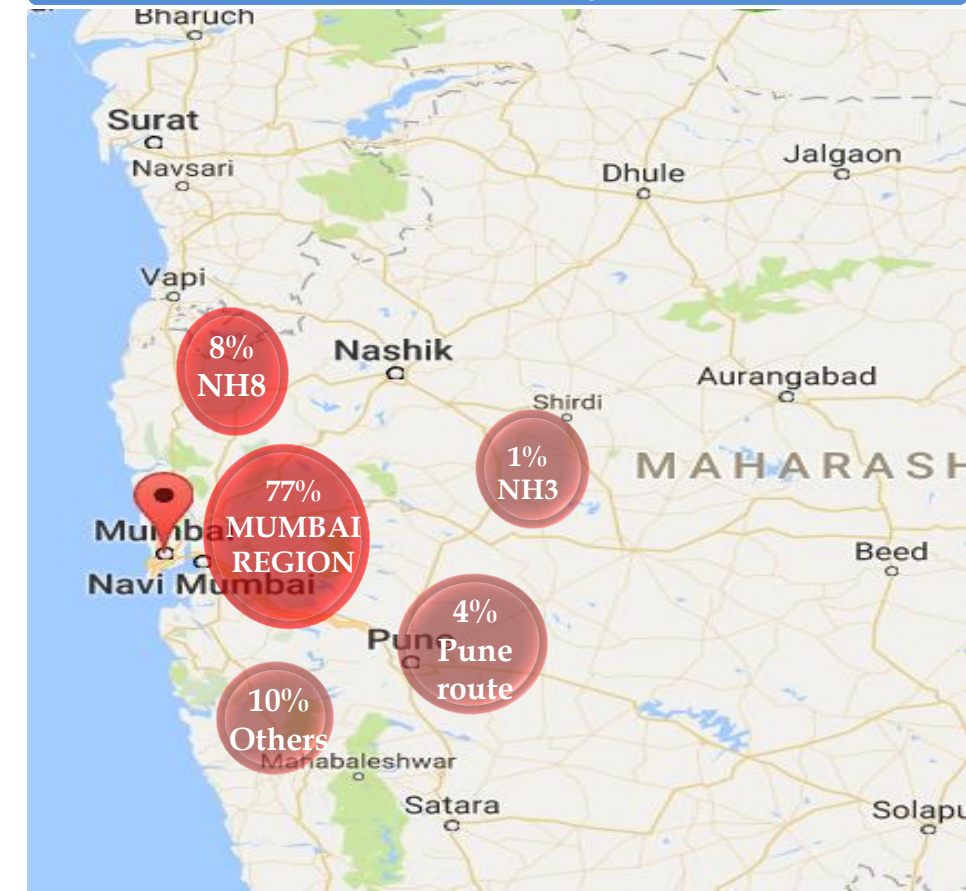 Bharuch
Surat
Navsari
Dhule
Jalgaon
Vapi
8%
NH8
Nashik
Aurangabad
Shirdi
1%
NH3
MAHARASH
77%
MUMBAI
REGION
Mumbai
Navi Mumbai
Beed
4%
Pune
route
Pune
10%
Others
Mahabaleshwar
Satara
Solapu